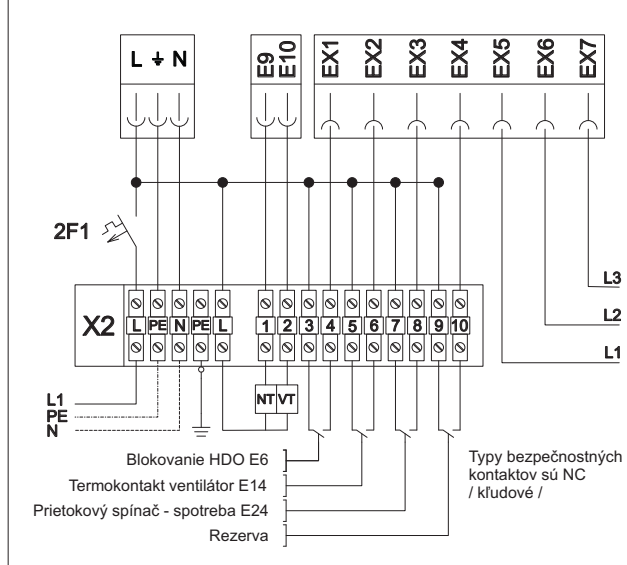 L ⏚ N
E9 E10
EX1 EX2 EX3 EX4 EX5 EX6 EX7
2F1
L3
L2
L1
X2 L PE N PE L 1 2 3 4 5 6 7 8 9 10
L1
PE
N
NT VT
Blokovanie HDO E6
Termokontakt ventilátor E14
Prietokový spínač - spotreba E24
Rezerva
Typy bezpečnostných
kontaktov sú NC
/ kľudové /